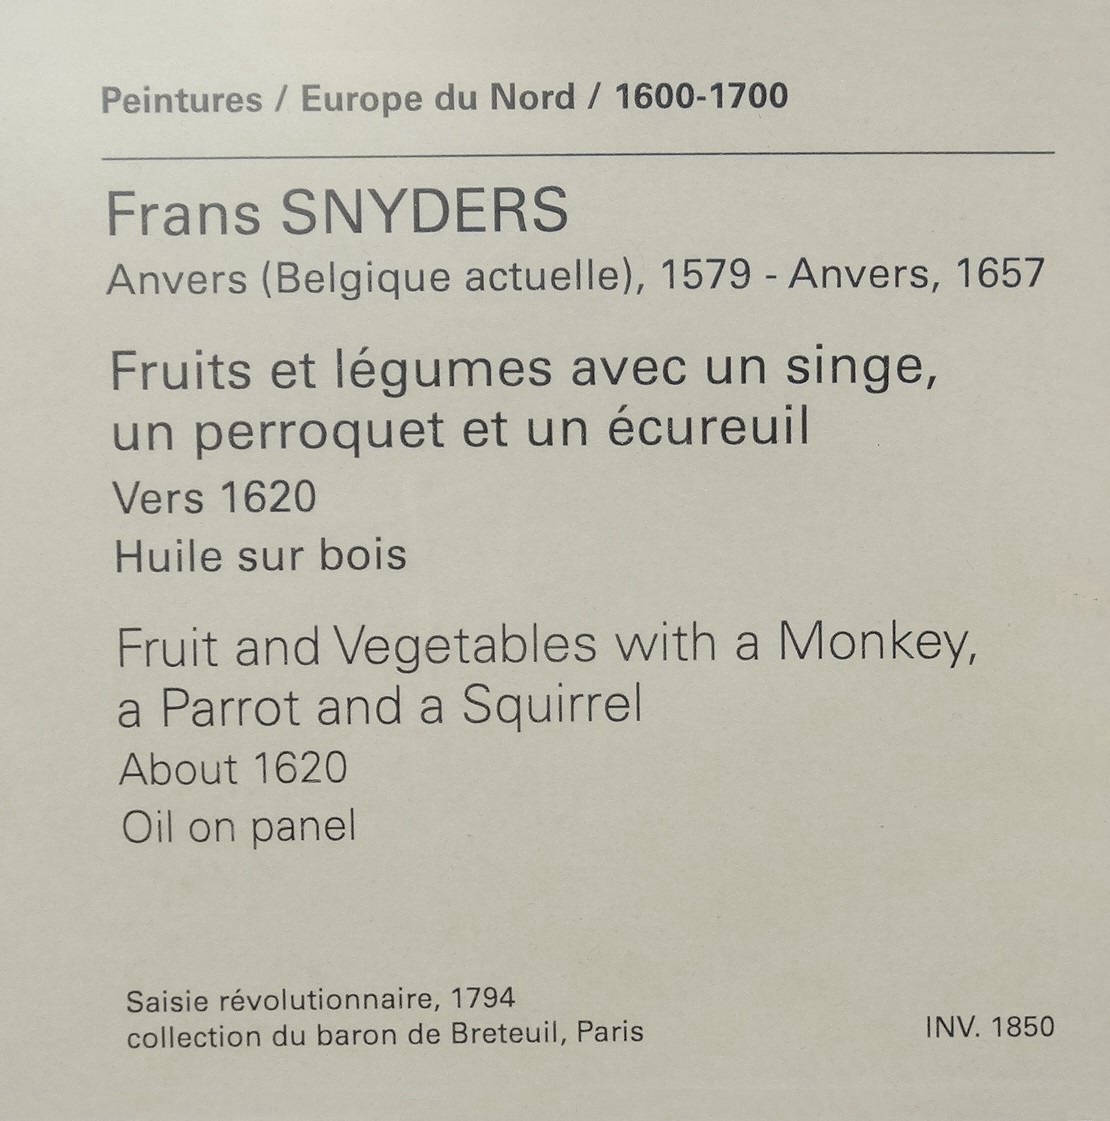 Peintures / Europe du Nord / 1600-1700
Frans SNYDERS
Anvers (Belgique actuelle), 1579 - Anvers, 1657
Fruits et légumes avec un singe,
un perroquet et un écureuil
Vers 1620
Huile sur bois
Fruit and Vegetables with a Monkey,
a Parrot and a Squirrel
About 1620
Oil on panel
Saisie révolutionnaire, 1794
collection du baron de Breteuil, Paris
INV. 1850